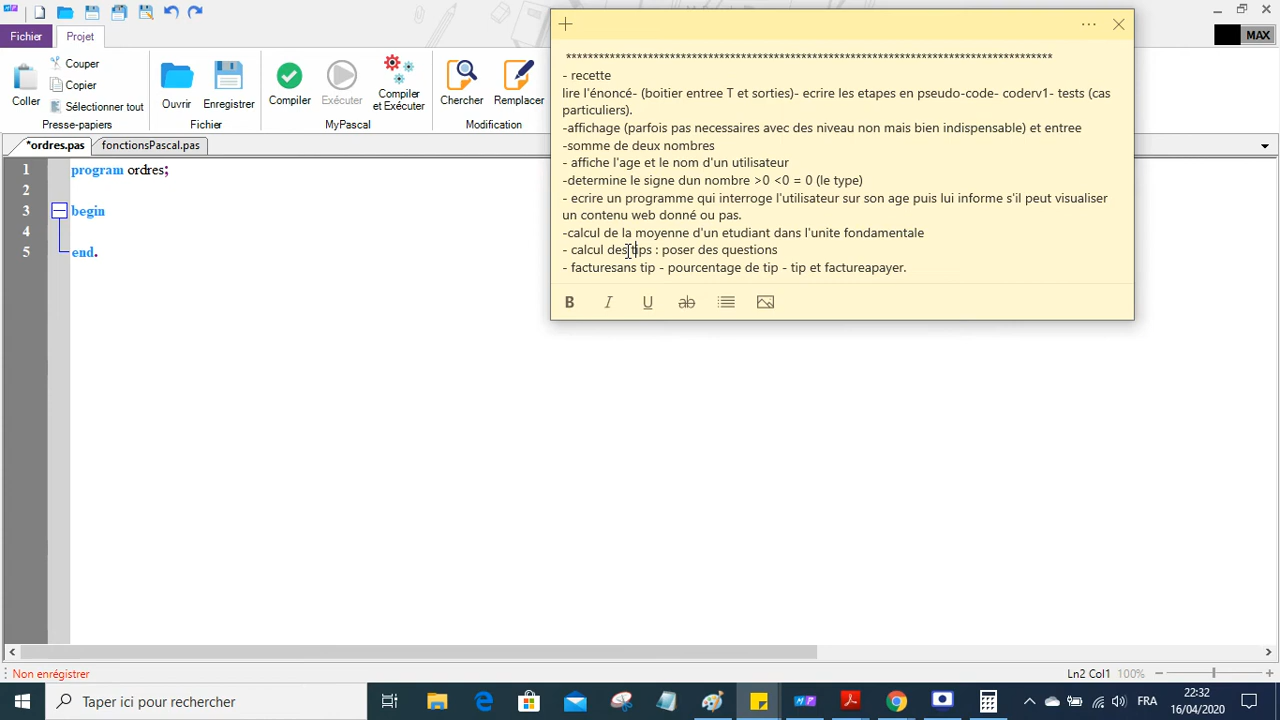 MAX
Fichier
Projet
Coller
Couper
Copier
Sélectionner tout
Presse-papiers
Ouvrir
Enregistrer
Fichier
Compiler
Exécuter
Compiler
et Exécuter
MyPascal
Chercher
Remplacer
Modification
*ordres.pas
fonctionsPascal.pas
1 program ordres;
2
3 begin
4
5 end.
******************************************************************************************
- recette
lire l'énoncé- (boitier entree T et sorties)- ecrire les etapes en pseudo-code- coderv1- tests (cas
particuliers).
-affichage (parfois pas necessaires avec des niveau non mais bien indispensable) et entree
-somme de deux nombres
- affiche l'age et le nom d'un utilisateur
-determine le signe dun nombre >0 <0 = 0 (le type)
- ecrire un programme qui interroge l'utilisateur sur son age puis lui informe s'il peut visualiser
un contenu web donné ou pas.
-calcul de la moyenne d'un etudiant dans l'unite fondamentale
- calcul des tips : poser des questions
- facturesans tip - pourcentage de tip - tip et factureapayer.
B I U ab
Non enrégistrer
Ln2 Col1 100%
Taper ici pour rechercher
FRA
22:32
16/04/2020